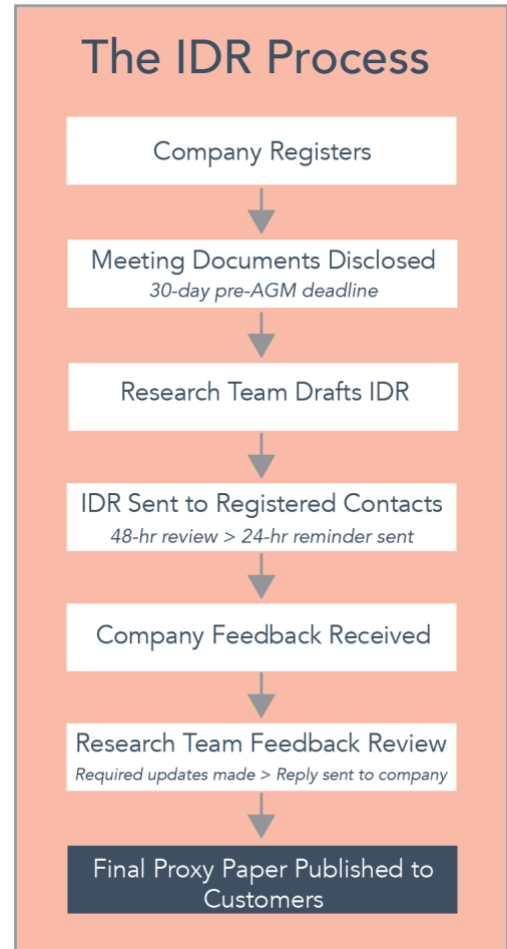 The IDR Process
Company Registers
Meeting Documents Disclosed
30-day pre-AGM deadline
Research Team Drafts IDR
IDR Sent to Registered Contacts
48-hr review > 24-hr reminder sent
Company Feedback Received
Research Team Feedback Review
Required updates made > Reply sent to company
Final Proxy Paper Published to
Customers